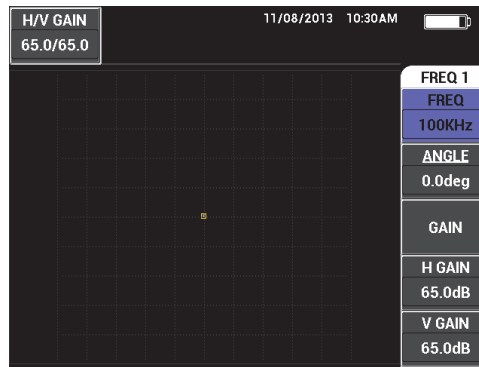 H/V GAIN
65.0/65.0
11/08/2013 10:30AM
FREQ 1
FREQ
100KHz
ANGLE
0.0deg
GAIN
H GAIN
65.0dB
V GAIN
65.0dB